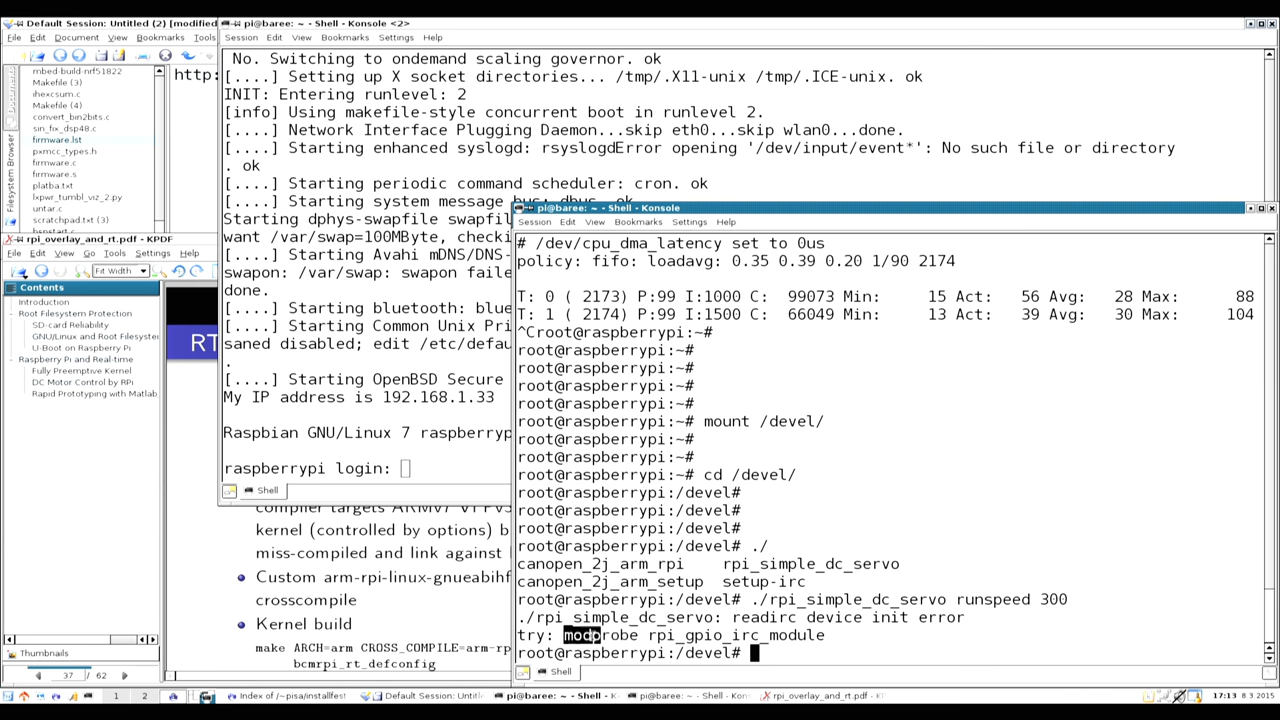 Default Session: Untitled (2) [modified
File Edit Document View Bookmarks Tools
mbed-build-nrf51822
Makefile (3)
ihexcsum.c
Makefile (4)
convert_bin2bits.c
sin_fix_dsp48.c
firmware.lst
pxmcc_types.h
firmware.c
firmware.s
platba.txt
lxpwr_tumbl_viz_2.py
untar.c
scratchpad.txt (3)
Filesystem Browser
http:
rpi_overlay_and_rt.pdf - KPDF
File Edit View Go Tools Settings
Fit Width
Contents
Introduction
Root Filesystem Protection
SD-card Reliability
GNU/Linux and Root Filesyster
U-Boot on Raspberry Pi
Raspberry Pi and Real-time
Fully Preemptive Kernel
DC Motor Control by RPi
Rapid Prototyping with Matlab,
Thumbnails
37 / 62
RT
kernel (controlled by options) b
miss-compiled and link against
Custom arm-rpi-linux-gnueabihf
crosscompile
Kernel build
make ARCH=arm CROSS_COMPILE=arm-rp
bcmrpi_rt_defconfig
pi@baree: ~ - Shell - Konsole <2>
Session Edit View Bookmarks Settings Help
No. Switching to ondemand scaling governor. ok
[....] Setting up X socket directories... /tmp/.X11-unix /tmp/.ICE-unix. ok
INIT: Entering runlevel: 2
[info] Using makefile-style concurrent boot in runlevel 2.
[....] Network Interface Plugging Daemon...skip eth0...skip wlan0...done.
[....] Starting enhanced syslogd: rsyslogdError opening '/dev/input/event*': No such file or directory
. ok
[....] Starting periodic command scheduler: cron. ok
[....] Starting system message bus: dbus. ok
Starting dphys-swapfile swapfil
want /var/swap=100MByte, checki
[....] Starting Avahi mDNS/DNS-
swapon: /var/swap: swapon faile
done.
[....] Starting bluetooth: blue
[....] Starting Common Unix Pri
saned disabled; edit /etc/defau
.
[....] Starting OpenBSD Secure
My IP address is 192.168.1.33
Raspbian GNU/Linux 7 raspberryp
raspberrypi login:
Shell
pi@baree: ~ - Shell - Konsole
Session Edit View Bookmarks Settings Help
# /dev/cpu_dma_latency set to 0us
policy: fifo: loadavg: 0.35 0.39 0.20 1/90 2174
T: 0 ( 2173) P:99 I:1000 C: 99073 Min: 15 Act: 56 Avg: 28 Max: 88
T: 1 ( 2174) P:99 I:1500 C: 66049 Min: 13 Act: 39 Avg: 30 Max: 104
^Croot@raspberrypi:~#
root@raspberrypi:~#
root@raspberrypi:~#
root@raspberrypi:~#
root@raspberrypi:~#
root@raspberrypi:~# mount /devel/
root@raspberrypi:~#
root@raspberrypi:~#
root@raspberrypi:~# cd /devel/
root@raspberrypi:/devel#
root@raspberrypi:/devel#
root@raspberrypi:/devel#
root@raspberrypi:/devel# ./
canopen_2j_arm_rpi rpi_simple_dc_servo
canopen_2j_arm_setup setup-irc
root@raspberrypi:/devel# ./rpi_simple_dc_servo runspeed 300
./rpi_simple_dc_servo: readirc device init error
try: modprobe rpi_gpio_irc_module
root@raspberrypi:/devel#
Shell
1 2 Index of /~pisa/installfest Default Session: Untitl pi@baree: ~ - Shell - K pi@baree: ~ - Shell - Kon rpi_overlay_and_rt.pdf - K 17:13 8.3.2015